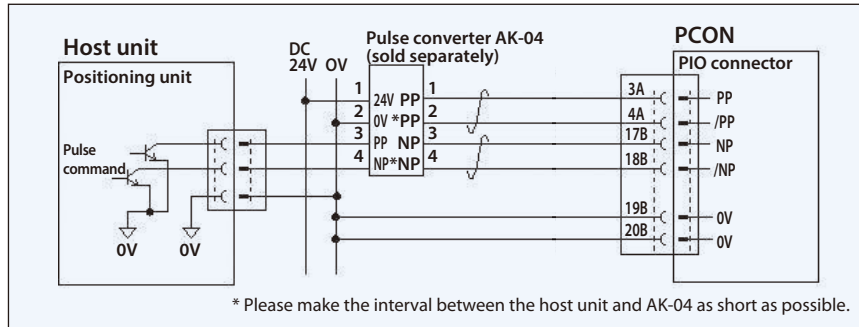 Host unit
Positioning unit
Pulse
command
0V
0V
DC
24V 0V
Pulse converter AK-04
(sold separately)
1 24V PP 1
2 0V *PP 2
3 PP NP 3
4 NP*NP 4
PCON
PIO connector
3A PP
4A /PP
17B NP
18B /NP
19B 0V
20B 0V
* Please make the interval between the host unit and AK-04 as short as possible.